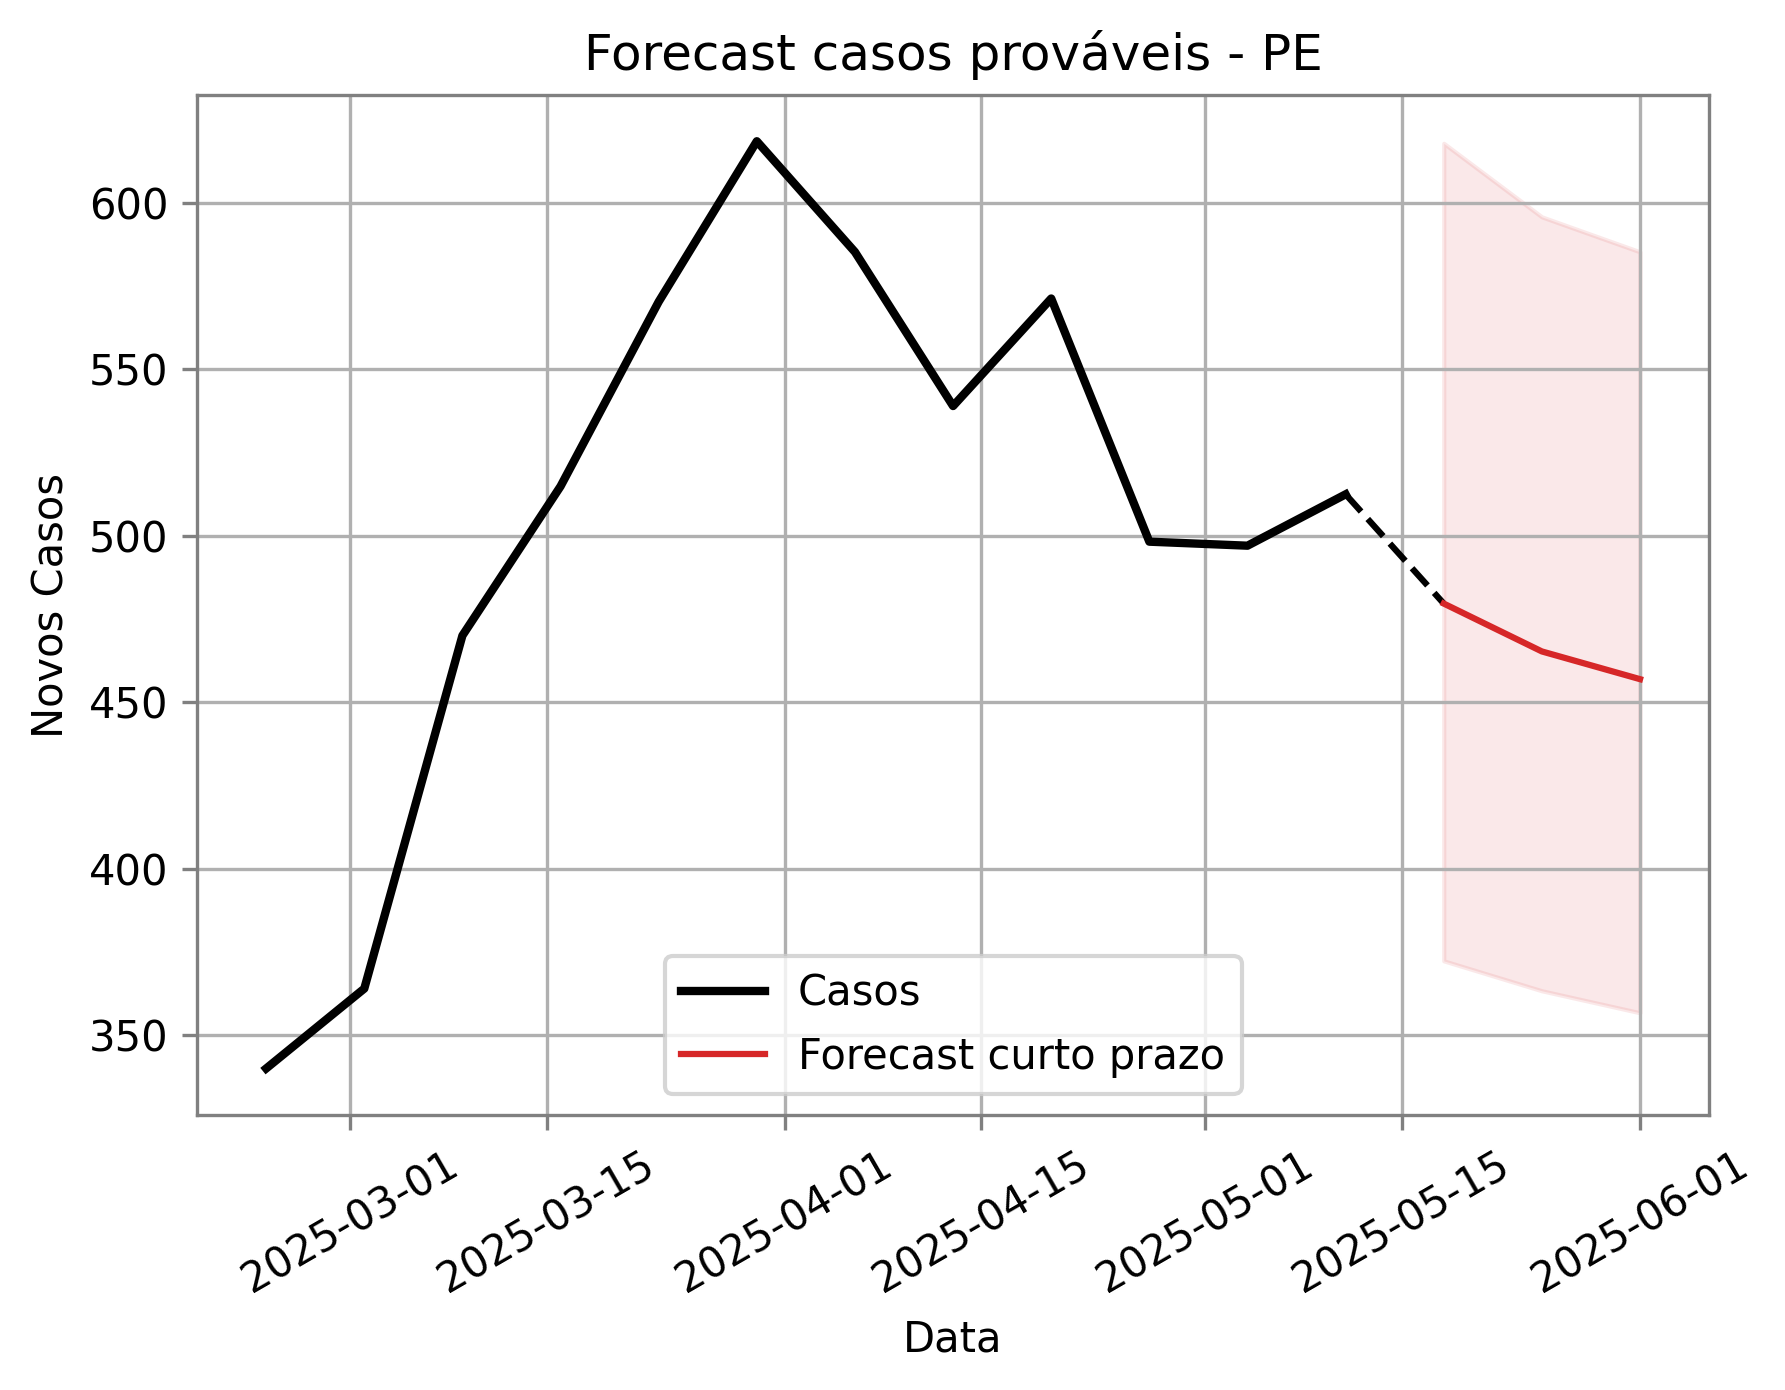 Forecast casos prováveis - PE
Novos Casos
600
550
500
450
400
350
Casos
Forecast curto prazo
2025-03-01
2025-03-15
2025-04-01
2025-04-15
2025-05-01
2025-05-15
2025-06-01
Data